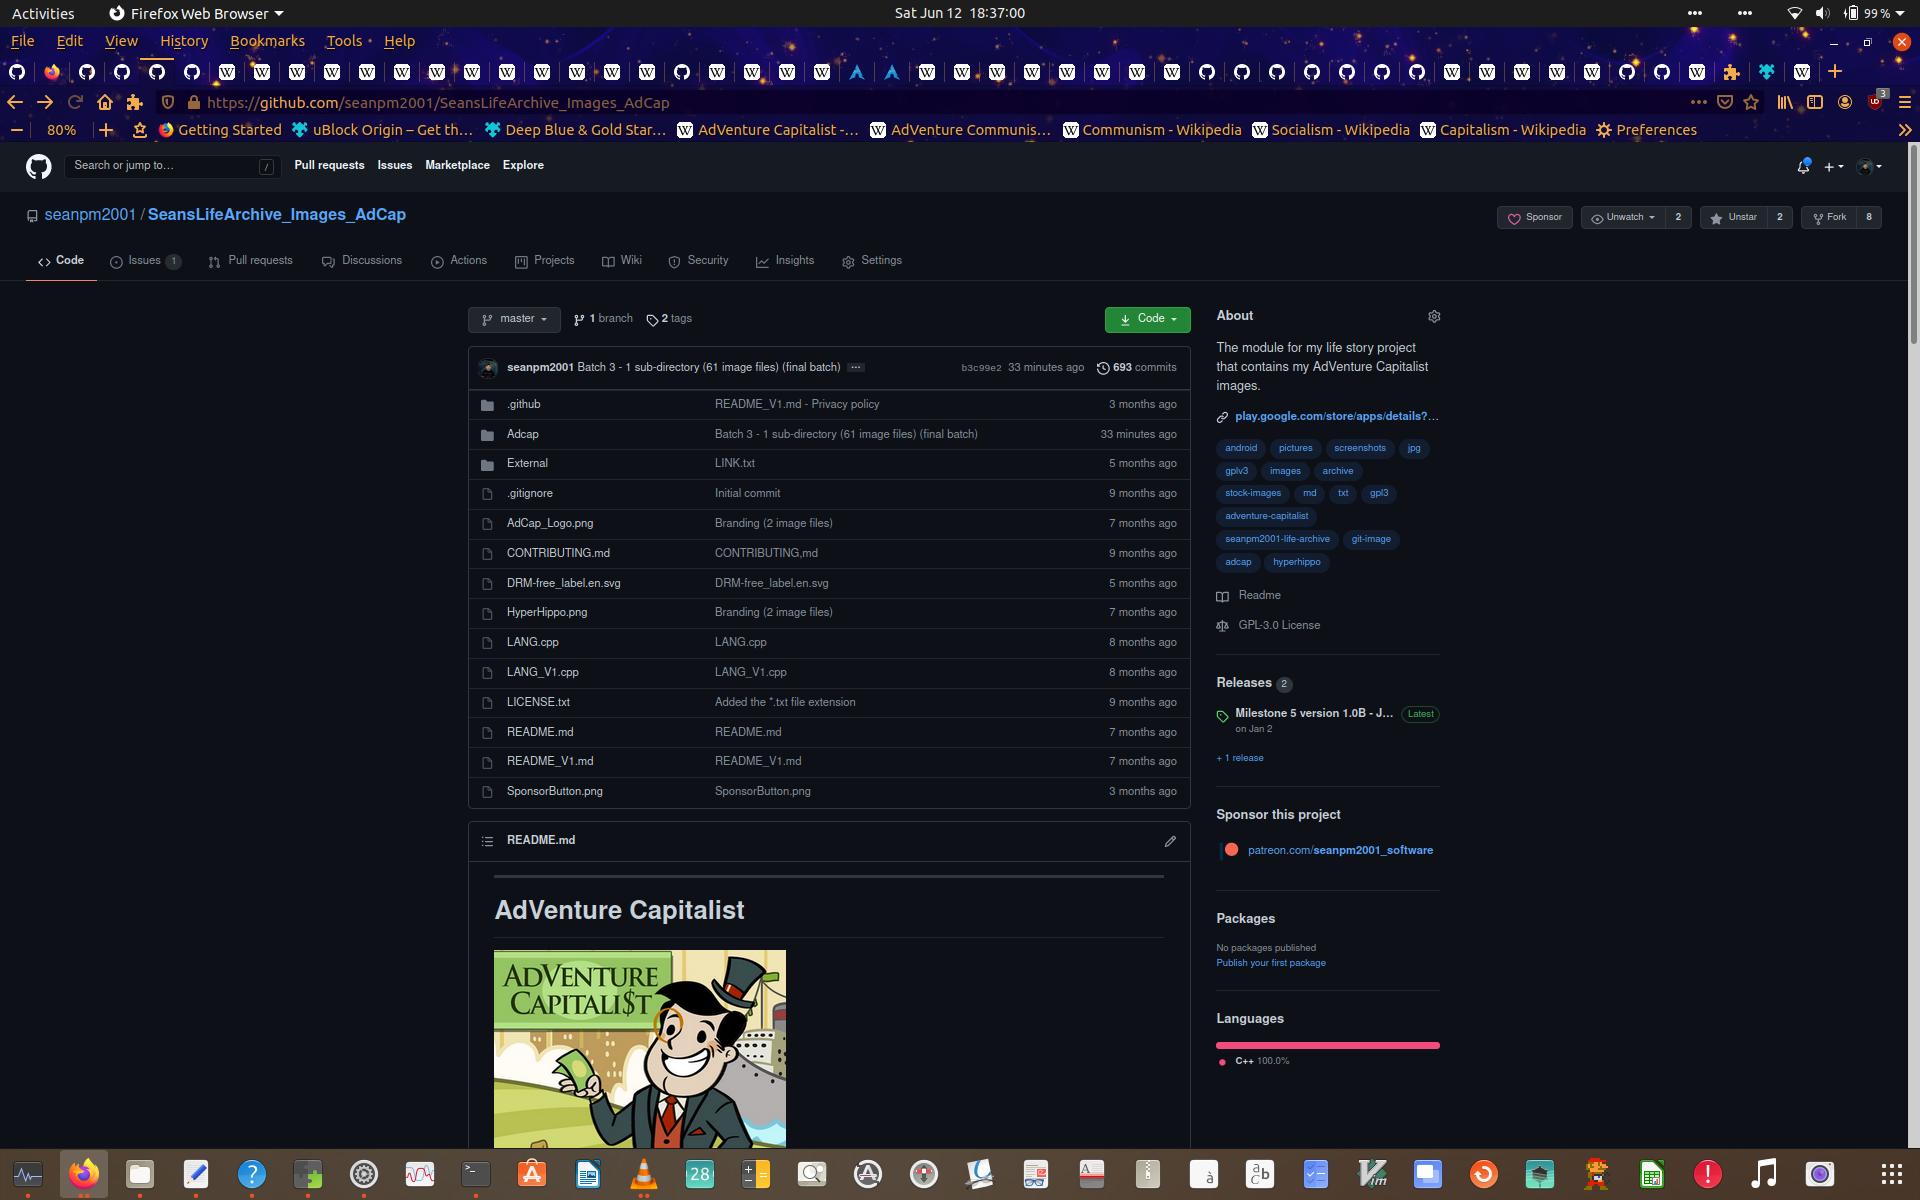 Activities Firefox Web Browser Sat Jun 12 18:37:00 99 %
File Edit View History Bookmarks Tools Help
https://github.com/seanpm2001/SeansLifeArchive_Images_AdCap 3
80% Getting Started uBlock Origin – Get th… Deep Blue & Gold Star… AdVenture Capitalist -… AdVenture Communis… Communism - Wikipedia Socialism - Wikipedia Capitalism - Wikipedia Preferences
Search or jump to… / Pull requests Issues Marketplace Explore
seanpm2001 / SeansLifeArchive_Images_AdCap Sponsor Unwatch 2 Unstar 2 Fork 8
Code Issues 1 Pull requests Discussions Actions Projects Wiki Security Insights Settings
master 1 branch 2 tags Code
seanpm2001 Batch 3 - 1 sub-directory (61 image files) (final batch) ··· b3c99e2 33 minutes ago 693 commits
.github README_V1.md - Privacy policy 3 months ago
Adcap Batch 3 - 1 sub-directory (61 image files) (final batch) 33 minutes ago
External LINK.txt 5 months ago
.gitignore Initial commit 9 months ago
AdCap_Logo.png Branding (2 image files) 7 months ago
CONTRIBUTING.md CONTRIBUTING,md 9 months ago
DRM-free_label.en.svg DRM-free_label.en.svg 5 months ago
HyperHippo.png Branding (2 image files) 7 months ago
LANG.cpp LANG.cpp 8 months ago
LANG_V1.cpp LANG_V1.cpp 8 months ago
LICENSE.txt Added the *.txt file extension 9 months ago
README.md README.md 7 months ago
README_V1.md README_V1.md 7 months ago
SponsorButton.png SponsorButton.png 3 months ago
README.md
AdVenture Capitalist
ADVENTURE
CAPITALI$T
About
The module for my life story project
that contains my AdVenture Capitalist
images.
play.google.com/store/apps/details?…
android pictures screenshots jpg
gplv3 images archive
stock-images md txt gpl3
adventure-capitalist
seanpm2001-life-archive git-image
adcap hyperhippo
Readme
GPL-3.0 License
Releases 2
Milestone 5 version 1.0B - J… Latest
on Jan 2
+ 1 release
Sponsor this project
patreon.com/seanpm2001_software
Packages
No packages published
Publish your first package
Languages
C++ 100.0%
28